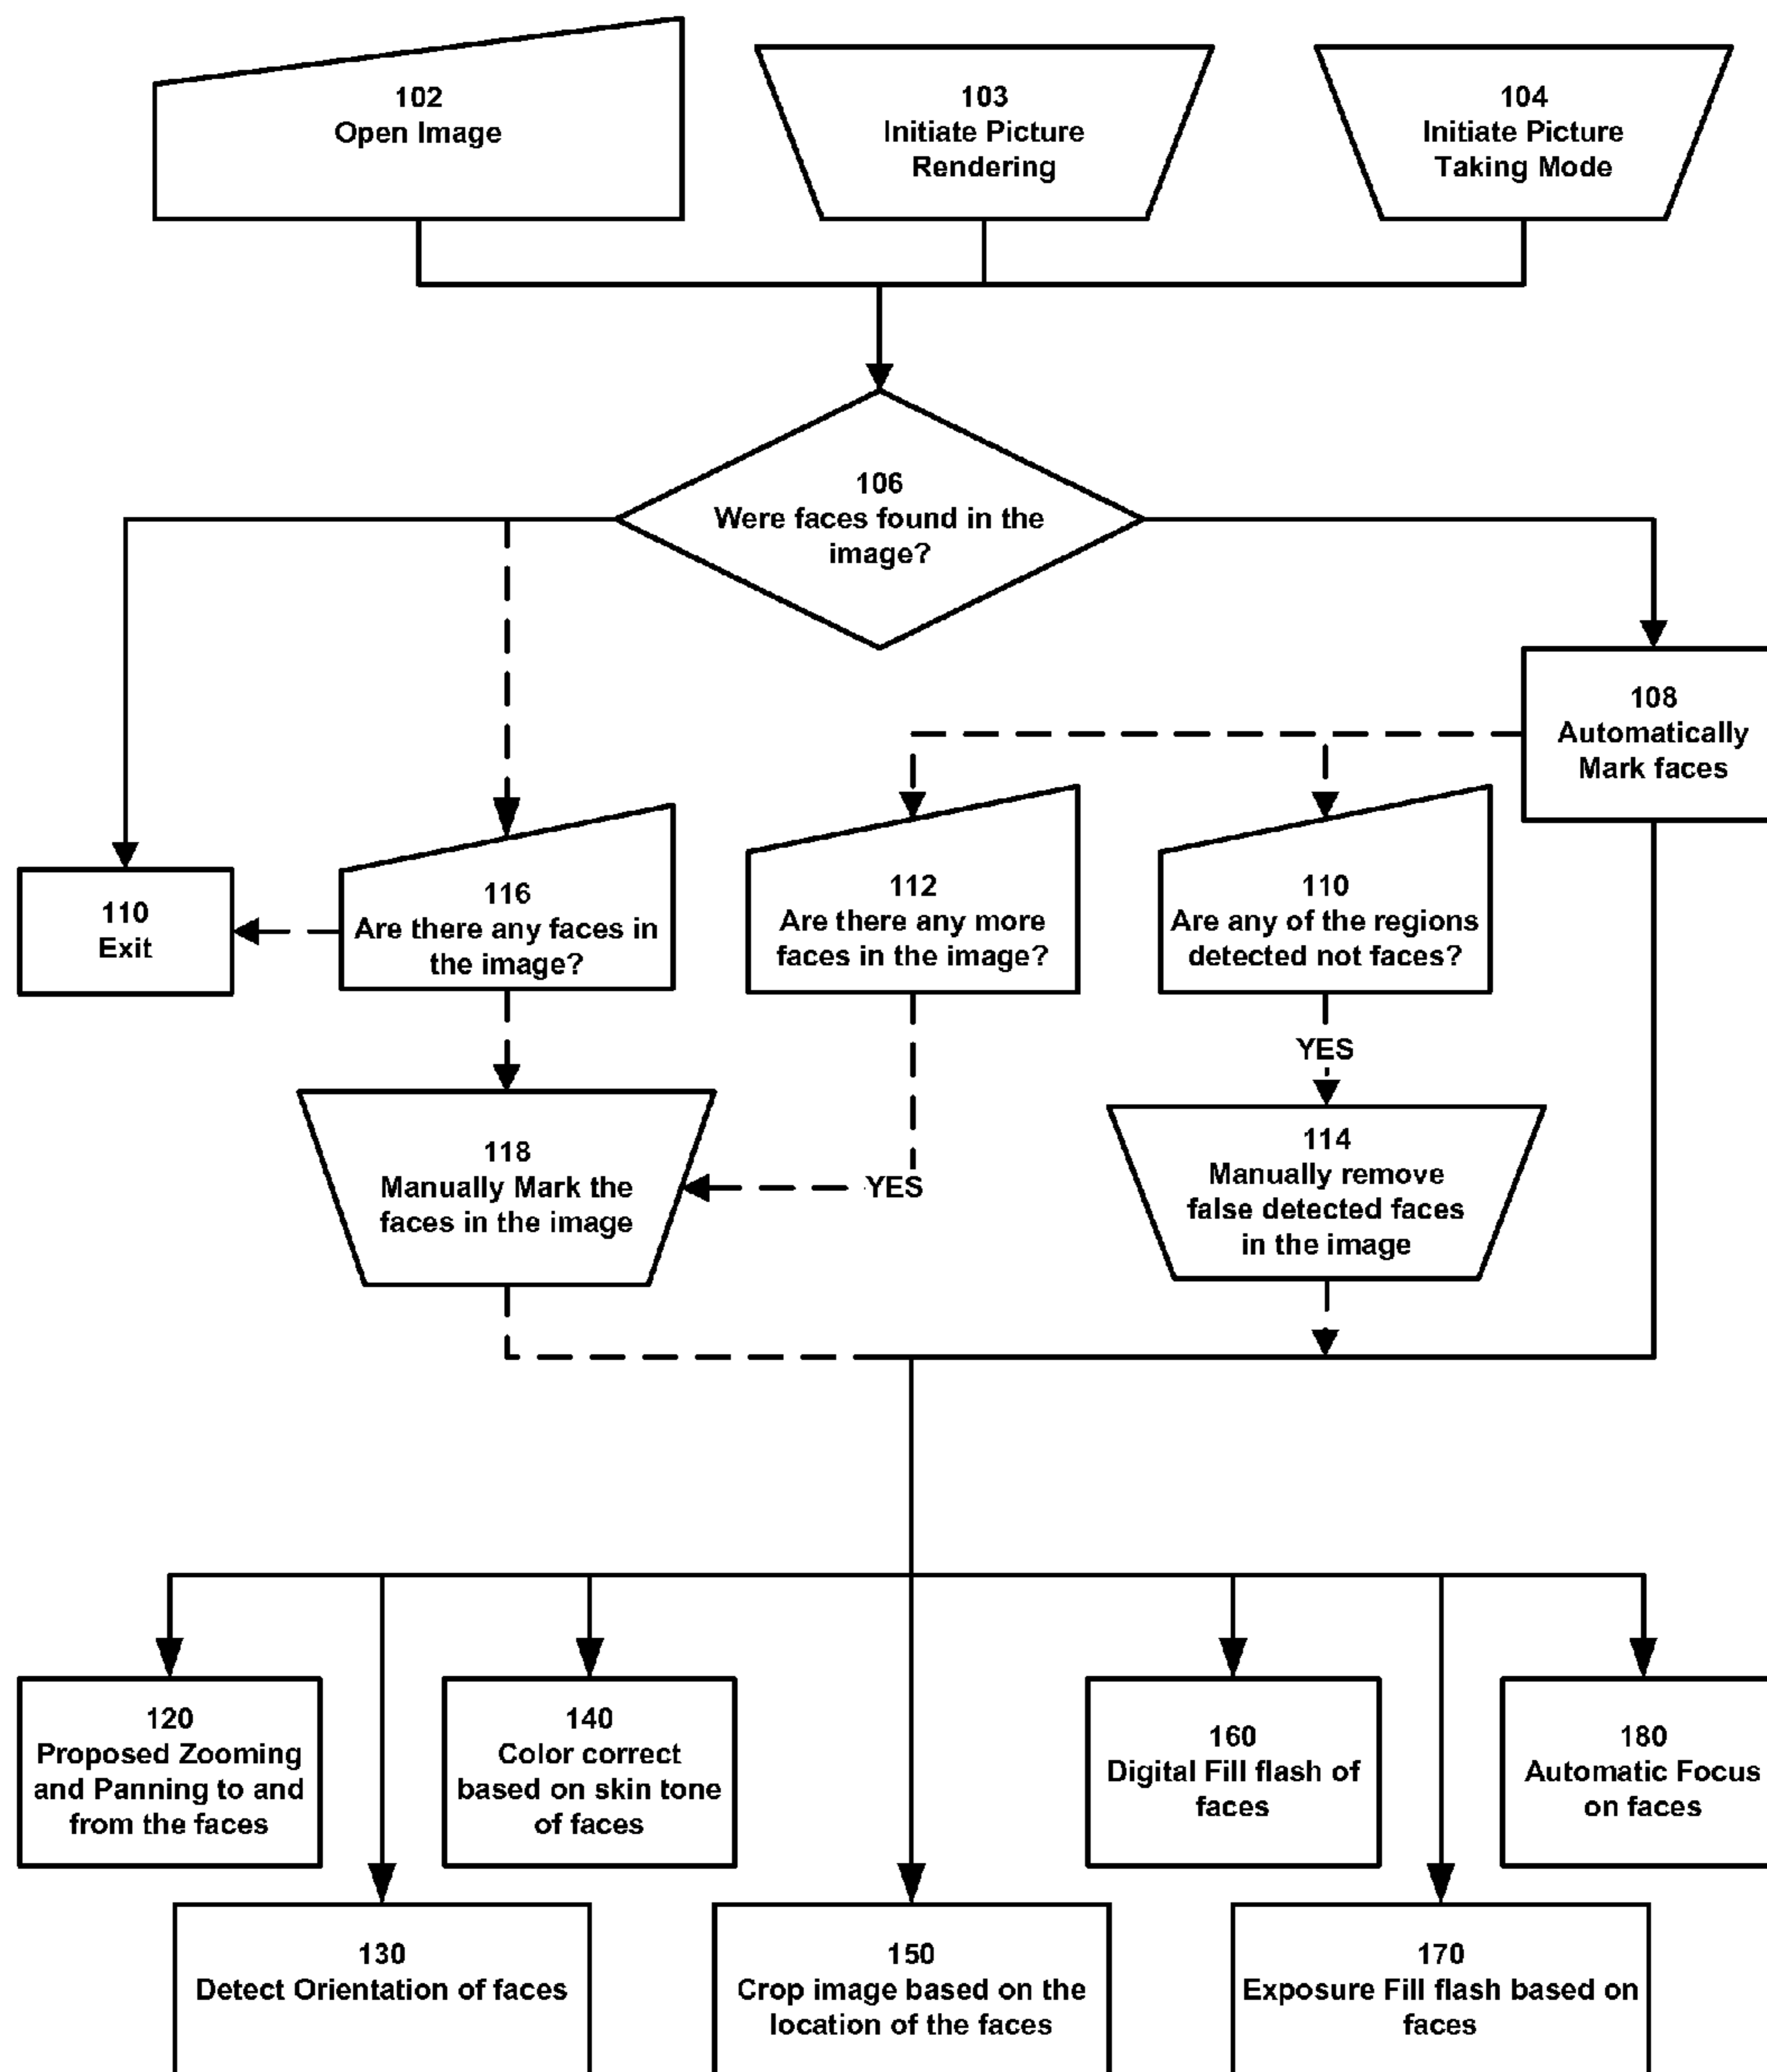 102
Open Image
103
Initiate Picture
Rendering
104
Initiate Picture
Taking Mode
106
Were faces found in the
image?
108
Automatically
Mark faces
110
Exit
116
Are there any faces in
the image?
112
Are there any more
faces in the image?
110
Are any of the regions
detected not faces?
YES
118
Manually Mark the
faces in the image
YES
114
Manually remove
false detected faces
in the image
120
Proposed Zooming
and Panning to and
from the faces
140
Color correct
based on skin tone
of faces
160
Digital Fill flash of
faces
180
Automatic Focus
on faces
130
Detect Orientation of faces
150
Crop image based on the
location of the faces
170
Exposure Fill flash based on
faces